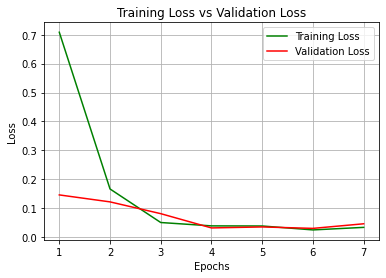 Training Loss vs Validation Loss
Training Loss
Validation Loss
Loss
0.7
0.6
0.5
0.4
0.3
0.2
0.1
0.0
1 2 3 4 5 6 7
Epochs